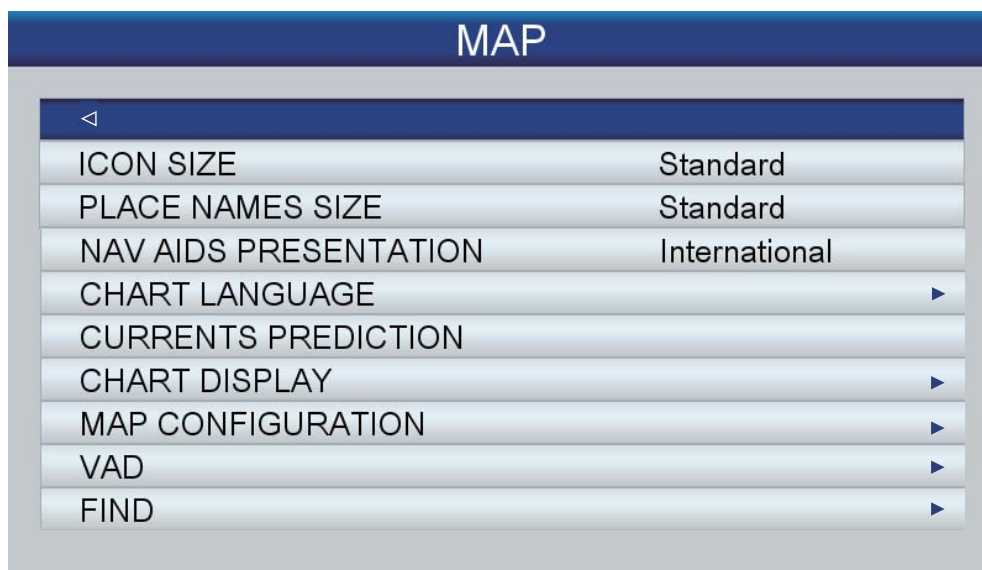 MAP
ICON SIZE Standard
PLACE NAMES SIZE Standard
NAV AIDS PRESENTATION International
CHART LANGUAGE
CURRENTS PREDICTION
CHART DISPLAY
MAP CONFIGURATION
VAD
FIND